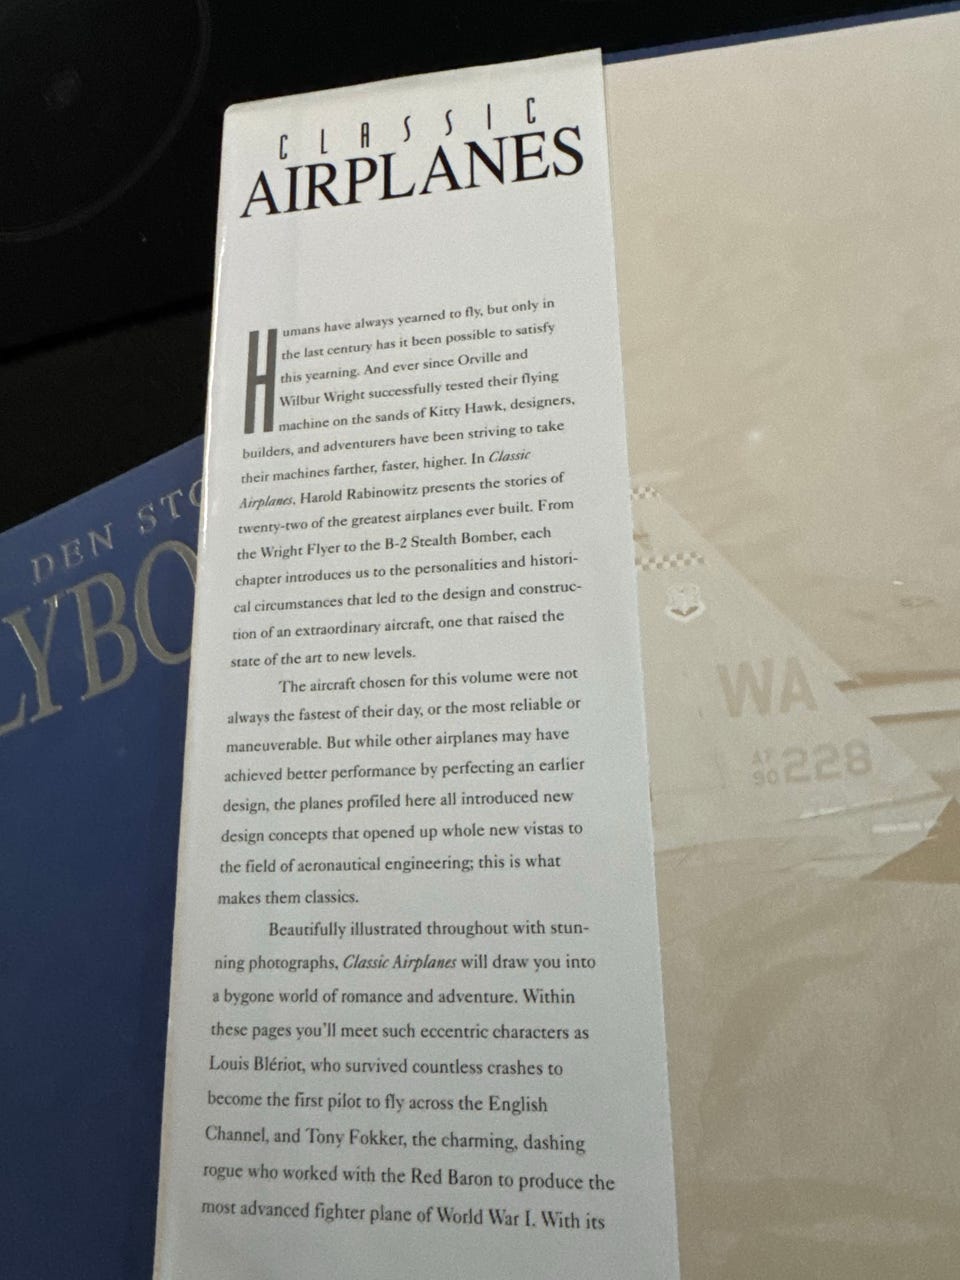 CLASSIC
AIRPLANES
Humans have always yearned to fly, but only in
the last century has it been possible to satisfy
this yearning. And ever since Orville and
Wilbur Wright successfully tested their flying
machine on the sands of Kitty Hawk, designers,
builders, and adventurers have been striving to take
their machines farther, faster, higher. In Classic
Airplanes, Harold Rabinowitz presents the stories of
twenty-two of the greatest airplanes ever built. From
the Wright Flyer to the B-2 Stealth Bomber, each
chapter introduces us to the personalities and histori-
cal circumstances that led to the design and construc-
tion of an extraordinary aircraft, one that raised the
state of the art to new levels.
The aircraft chosen for this volume were not
always the fastest of their day, or the most reliable or
maneuverable. But while other airplanes may have
achieved better performance by perfecting an earlier
design, the planes profiled here all introduced new
design concepts that opened up whole new vistas to
the field of aeronautical engineering; this is what
makes them classics.
Beautifully illustrated throughout with stun-
ning photographs, Classic Airplanes will draw you into
a bygone world of romance and adventure. Within
these pages you'll meet such eccentric characters as
Louis Blériot, who survived countless crashes to
become the first pilot to fly across the English
Channel, and Tony Fokker, the charming, dashing
rogue who worked with the Red Baron to produce the
most advanced fighter plane of World War I. With its
DEN STO
LYBO
WA
AF
90 228